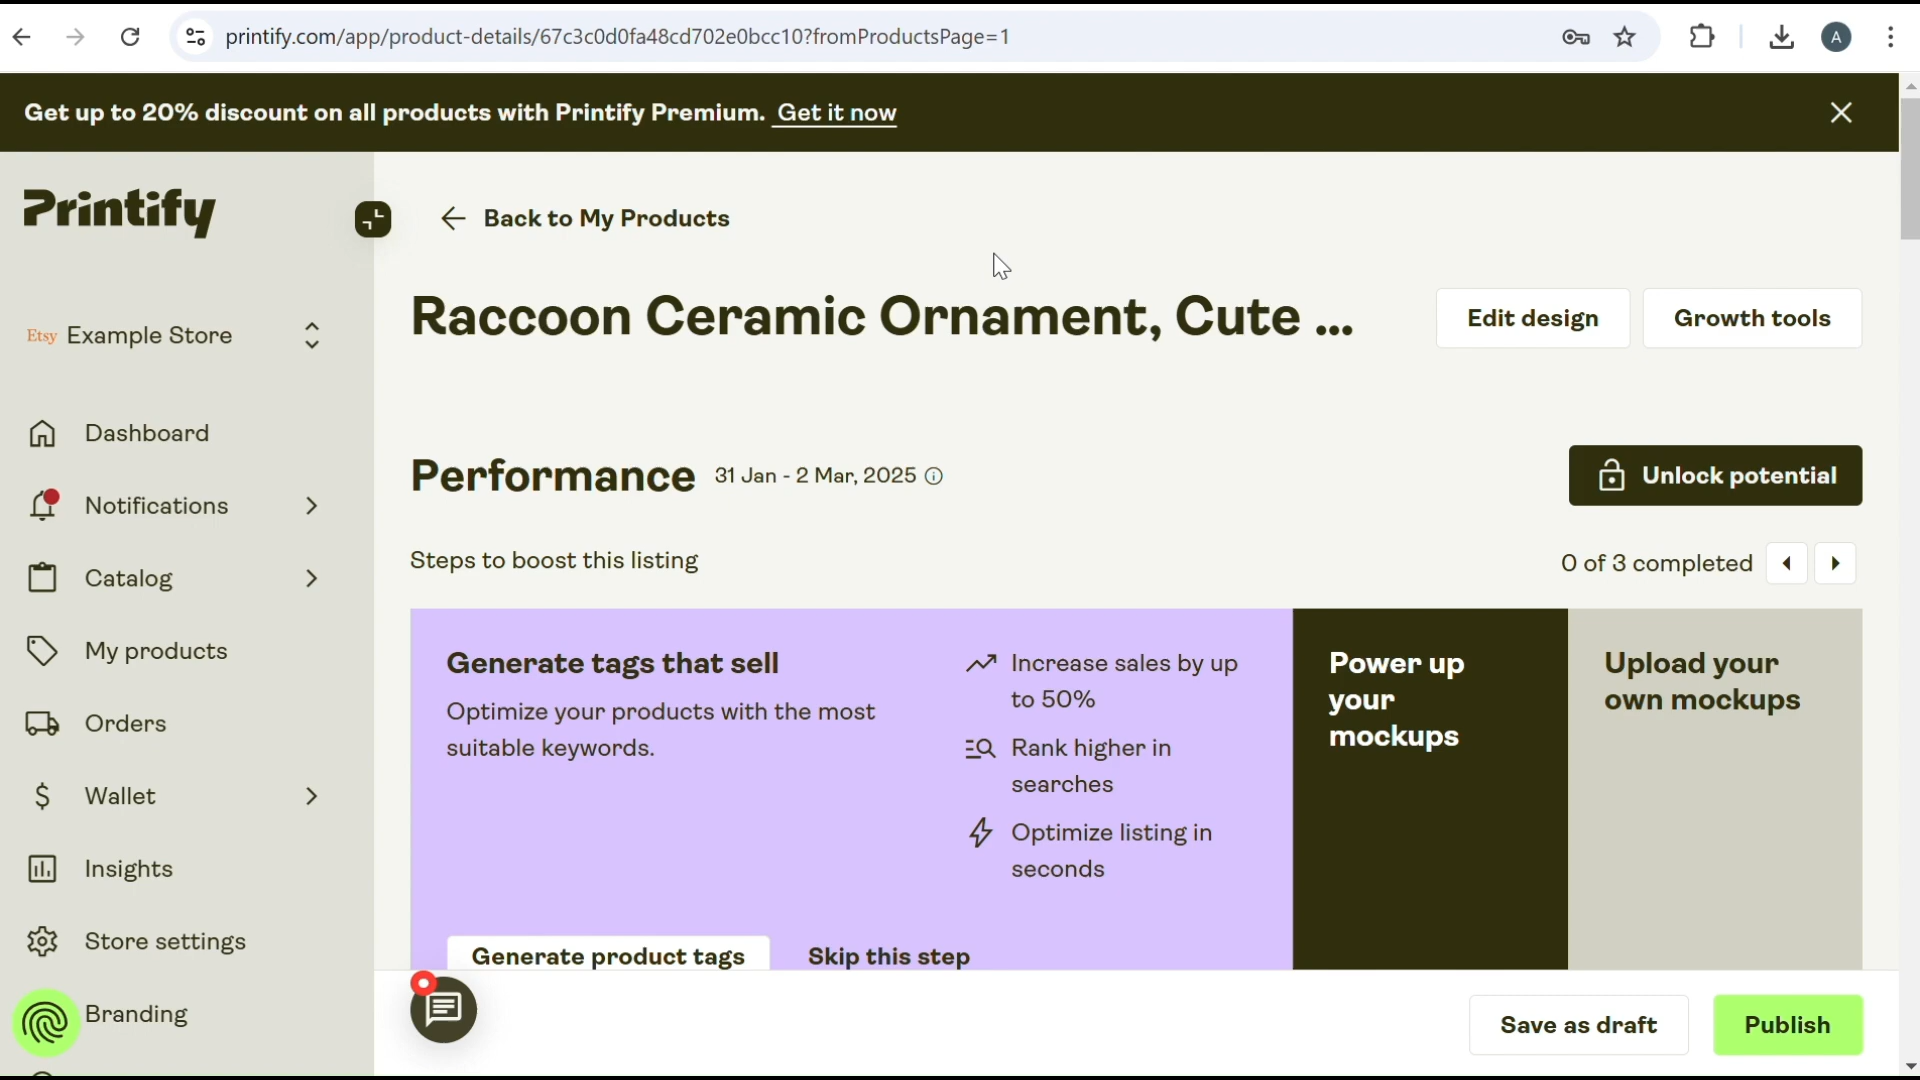 printify.com/app/product-details/67c3c0d0fa48cd702e0bcc10?fromProductsPage=1
A
Get up to 20% discount on all products with Printify Premium. Get it now
Printify
Back to My Products
Raccoon Ceramic Ornament, Cute ...
Edit design
Growth tools
Etsy Example Store
Dashboard
Notifications
Catalog
My products
Orders
Wallet
Insights
Store settings
Branding
Performance 31 Jan - 2 Mar, 2025
Unlock potential
Steps to boost this listing
0 of 3 completed
Generate tags that sell
Optimize your products with the most
suitable keywords.
Increase sales by up
to 50%
Rank higher in
searches
Optimize listing in
seconds
Generate product tags
Skip this step
Power up
your
mockups
Upload your
own mockups
Save as draft
Publish